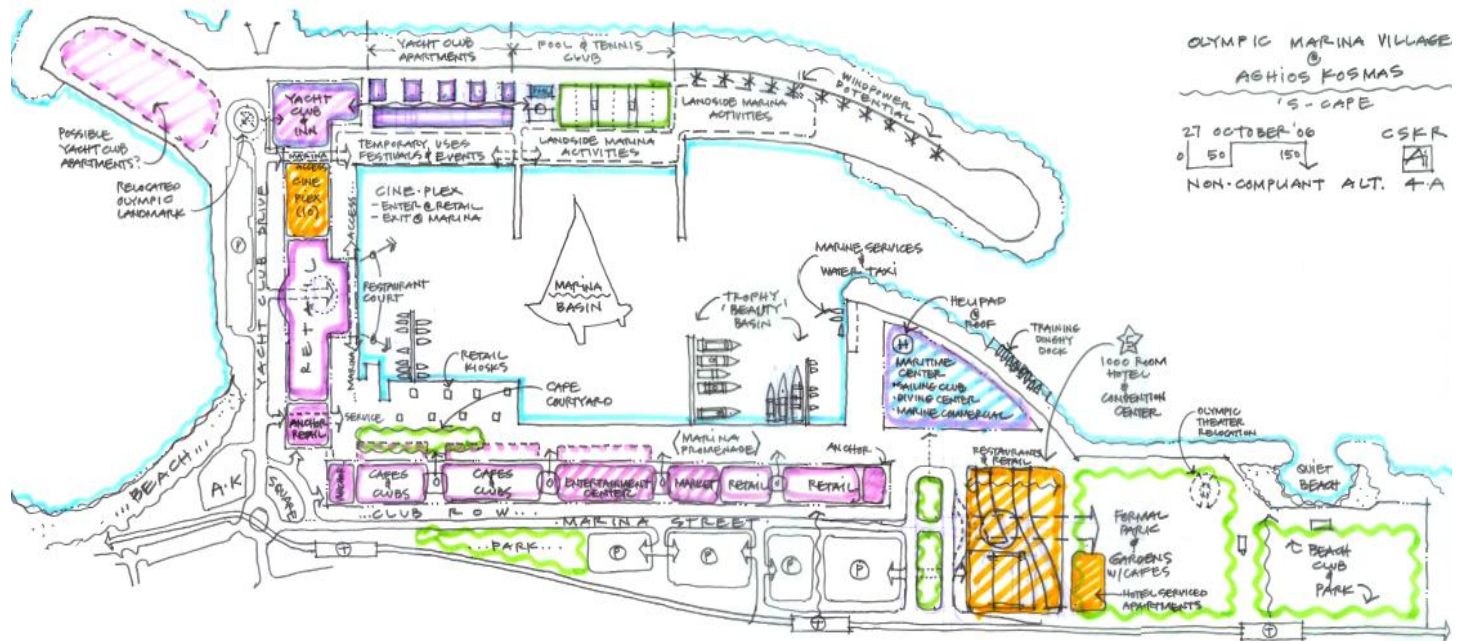 OLYMPIC MARINA VILLAGE
@
AGHIOS KOSMAS
'S-CAPE
27 OCTOBER '06
CSKR
0 50 150
NON-COMPLIANT ALT. 4-A
YACHT CLUB
APARTMENTS
POOL & TENNIS
CLUB
WINDPOWER
POTENTIAL
YACHT
CLUB
&
INN
LANDSIDE MARINA
ACTIVITIES
POSSIBLE
YACHT CLUB
APARTMENTS?
TEMPORARY USES
FESTIVALS & EVENTS
LANDSIDE MARINA
ACTIVITIES
RELOCATED
OLYMPIC
LANDMARK
MARINA
ACCESS
CINE
PLEX
(10)
CINE-PLEX
- ENTER @ RETAIL
- EXIT @ MARINA
YACHT CLUB DRIVE
P
RETAIL
MARINA ACCESS
RESTAURANT
COURT
MARINA
BASIN
MARINE SERVICES
&
WATER TAXI
TROPHY
'BEAUTY'
BASIN
HELIPAD
@
ROOF
H
MARITIME
CENTER
•SAILING CLUB
•DIVING CENTER
•MARINE COMMERCIAL
TRAINING
DINGHY
DOCK
5
1000 ROOM
HOTEL
&
CONVENTION
CENTER
RETAIL
KIOSKS
CAFE
COURTYARD
SERVICE
ANCHOR
RETAIL
OLYMPIC
THEATER
RELOCATION
QUIET
BEACH
BEACH
A.K
SQUARE
(MARINA
PROMENADE)
ANCHOR
RESTAURANTS
& RETAIL
ANCHOR
CAFES
&
CLUBS
CAFES
&
CLUBS
ENTERTAINMENT
CENTER
MARKET
RETAIL
RETAIL
CLUB ROW
MARINA STREET
...PARK...
P
P
P
P
T
T
T
FORMAL
PARK
&
GARDENS
W/CAFES
HOTEL SERVICED
APARTMENTS
BEACH
CLUB
&
PARK